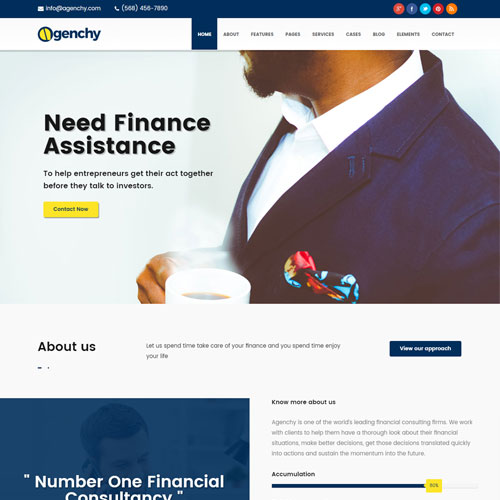 info@agenchy.com (568) 456-7890
genchy
HOME ABOUT FEATURES PAGES SERVICES CASES BLOG ELEMENTS CONTACT
Need Finance
Assistance
To help entrepreneurs get their act together
before they talk to investors.
Contact Now
About us
Let us spend time take care of your finance and you spend time enjoy
your life
View our approach
" Number One Financial
Consultancy "
Know more about us
Agenchy is one of the world's leading financial consulting firms. We work
with clients to help them have a thorough look about their financial
situations, make better decisions, get those decisions translated quickly
into actions and sustain the momentum into the future.
Accumulation
80%